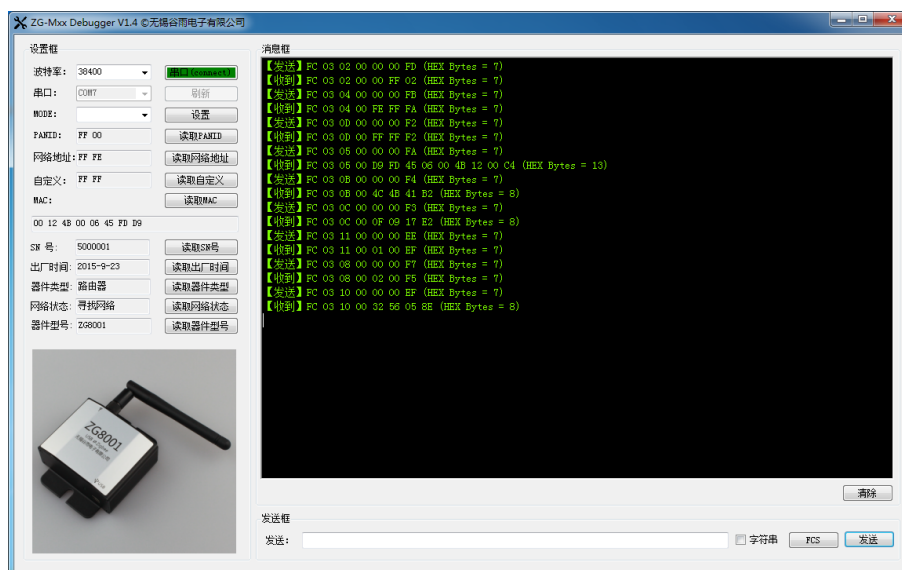 ZG-Mxx Debugger V1.4 ©无锡谷雨电子有限公司
设置框
波特率: 38400 串口(connect)
串口: COM7 刷新
MODE: 设置
PANID: FF 00 读取PANID
网络地址: FF FE 读取网络地址
自定义: FF FF 读取自定义
MAC: 读取MAC
00 12 4B 00 06 45 FD D9
SN 号: 5000001 读取SN号
出厂时间: 2015-9-23 读取出厂时间
器件类型: 路由器 读取器件类型
网络状态: 寻找网络 读取网络状态
器件型号: ZG8001 读取器件型号
ZG8001
消息框
【发送】FC 03 02 00 00 00 FD (HEX Bytes = 7)
【收到】FC 03 02 00 00 FF 02 (HEX Bytes = 7)
【发送】FC 03 04 00 00 00 FB (HEX Bytes = 7)
【收到】FC 03 04 00 FE FF FA (HEX Bytes = 7)
【发送】FC 03 0D 00 00 00 F2 (HEX Bytes = 7)
【收到】FC 03 0D 00 FF FF F2 (HEX Bytes = 7)
【发送】FC 03 05 00 00 00 FA (HEX Bytes = 7)
【收到】FC 03 05 00 D9 FD 45 06 00 4B 12 00 C4 (HEX Bytes = 13)
【发送】FC 03 0B 00 00 00 F4 (HEX Bytes = 7)
【收到】FC 03 0B 00 4C 4B 41 B2 (HEX Bytes = 8)
【发送】FC 03 0C 00 00 00 F3 (HEX Bytes = 7)
【收到】FC 03 0C 00 0F 09 17 E2 (HEX Bytes = 8)
【发送】FC 03 11 00 00 00 EE (HEX Bytes = 7)
【收到】FC 03 11 00 01 00 EF (HEX Bytes = 7)
【发送】FC 03 08 00 00 00 F7 (HEX Bytes = 7)
【收到】FC 03 08 00 02 00 F5 (HEX Bytes = 7)
【发送】FC 03 10 00 00 00 EF (HEX Bytes = 7)
【收到】FC 03 10 00 32 56 05 8E (HEX Bytes = 8)
清除
发送框
发送: 字符串 FCS 发送